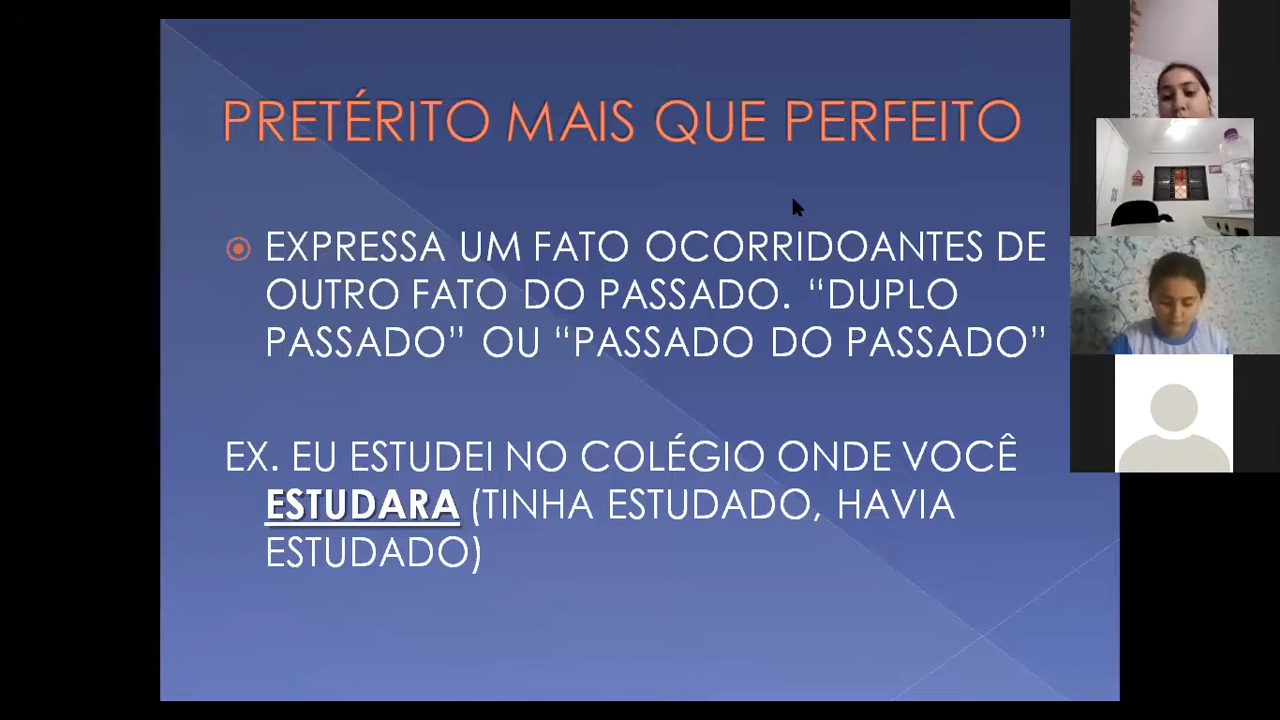 PRETÉRITO MAIS QUE PERFEITO
EXPRESSA UM FATO OCORRIDOANTES DE
OUTRO FATO DO PASSADO. “DUPLO
PASSADO” OU “PASSADO DO PASSADO”
EX. EU ESTUDEI NO COLÉGIO ONDE VOCÊ
ESTUDARA (TINHA ESTUDADO, HAVIA
ESTUDADO)